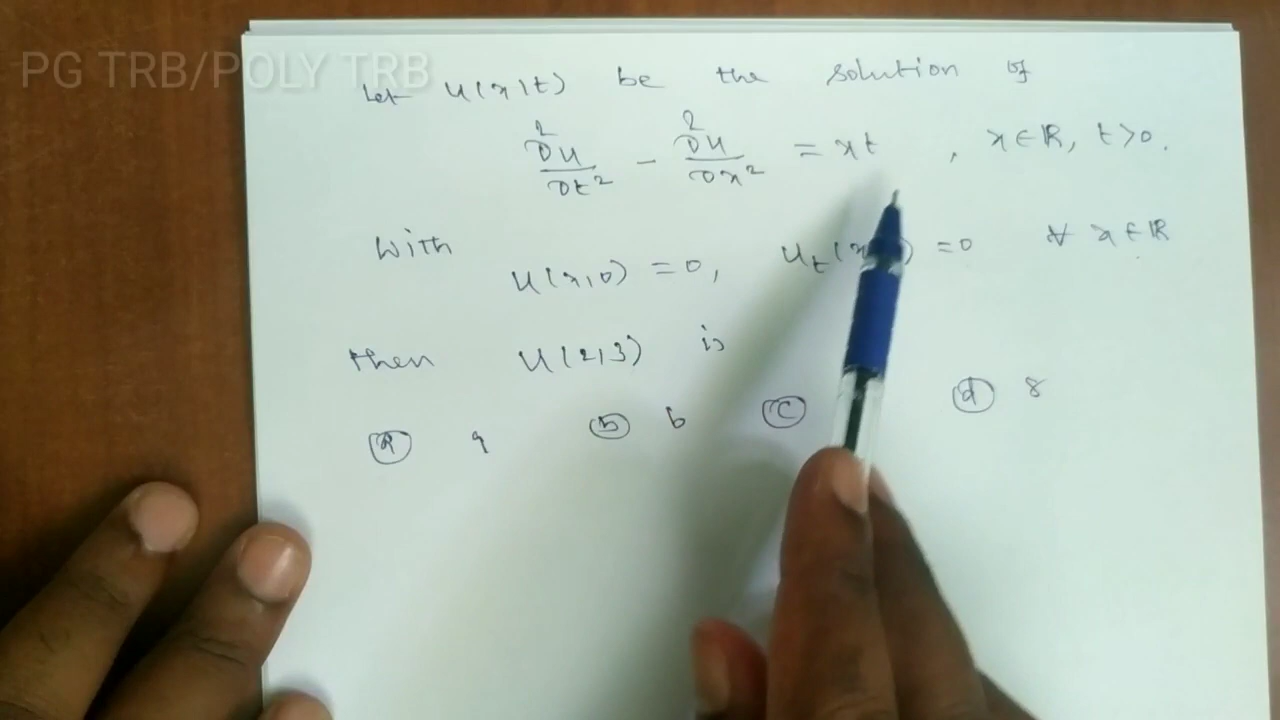 PG TRB/POLY TRB
Let u(x,t) be the solution of
∂²u/∂t² - ∂²u/∂x² = xt , x∈ℝ, t>0.
With u(x,0) =0, =0 ∀ x∈ℝ
then u(2,3) is
ⓐ 9 ⓑ 6 ⓒ ⓓ 8